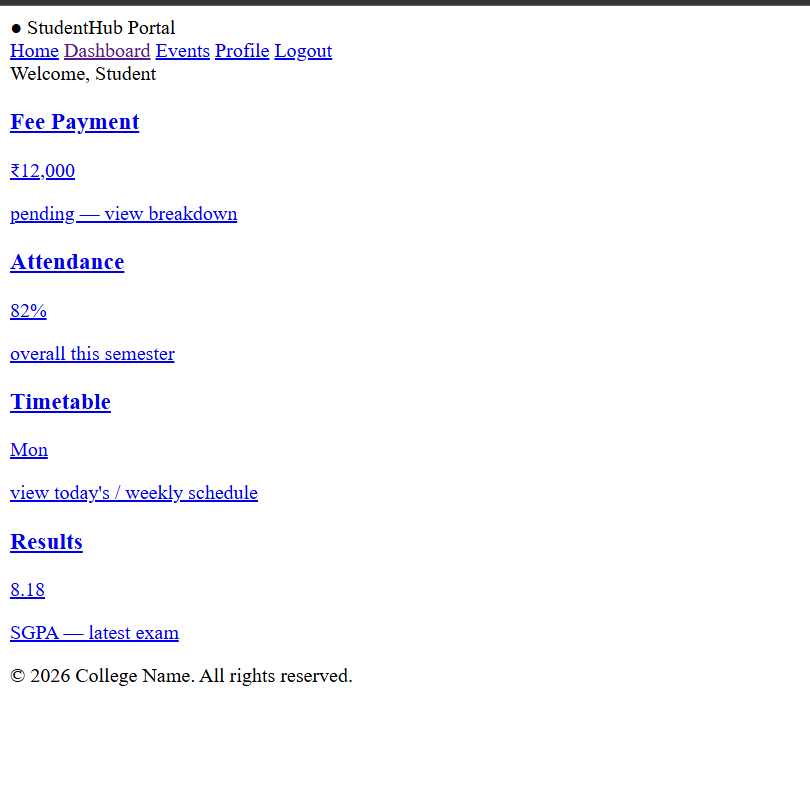 ● StudentHub Portal
Home Dashboard Events Profile Logout
Welcome, Student
Fee Payment
₹12,000
pending — view breakdown
Attendance
82%
overall this semester
Timetable
Mon
view today's / weekly schedule
Results
8.18
SGPA — latest exam
© 2026 College Name. All rights reserved.